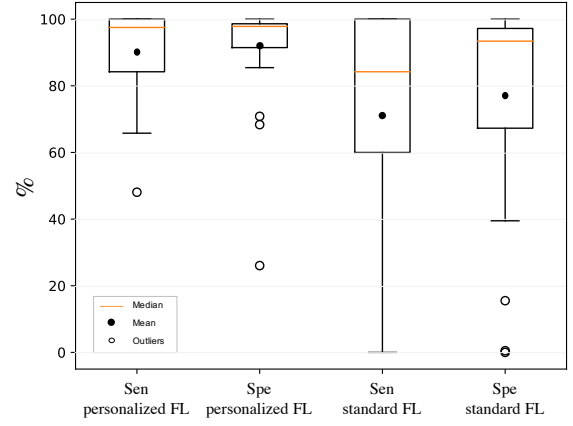 100
80
60
40
20
0
%
Median
Mean
Outliers
Sen
personalized FL
Spe
personalized FL
Sen
standard FL
Spe
standard FL